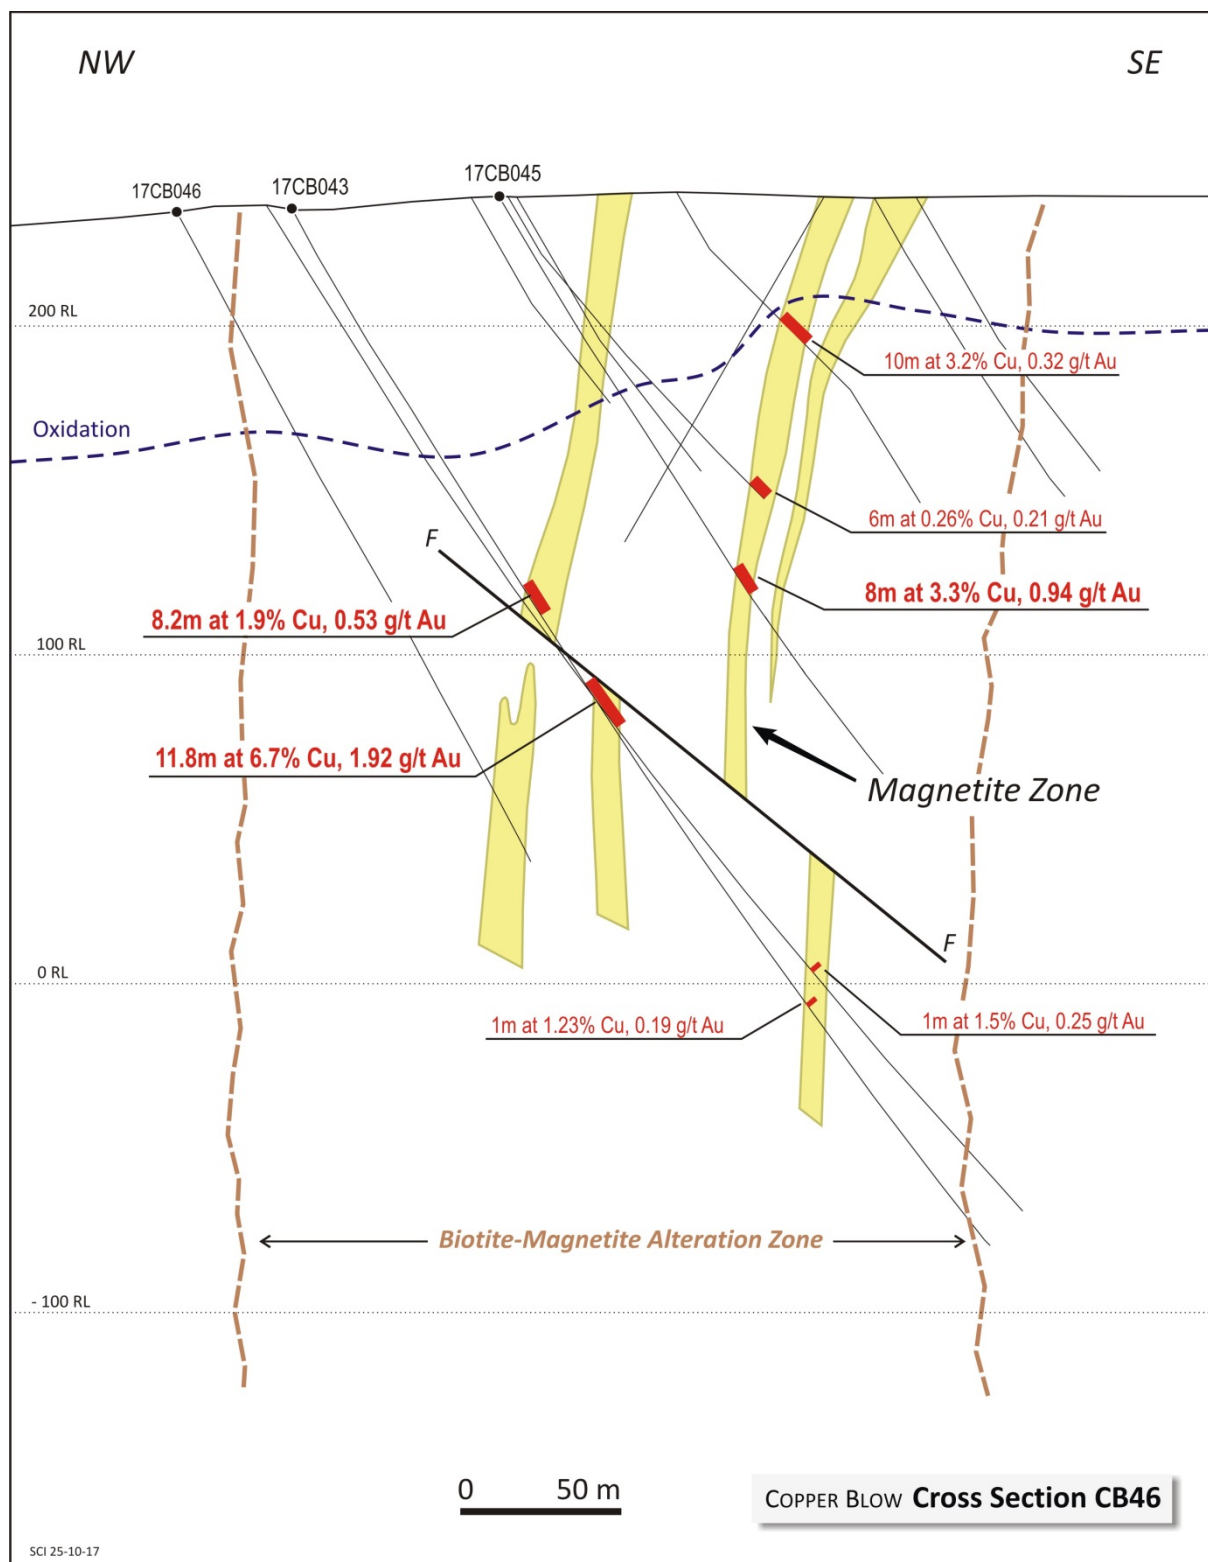 NW
SE
17CB046
17CB043
17CB045
200 RL
10m at 3.2% Cu, 0.32 g/t Au
Oxidation
6m at 0.26% Cu, 0.21 g/t Au
F
8m at 3.3% Cu, 0.94 g/t Au
8.2m at 1.9% Cu, 0.53 g/t Au
100 RL
11.8m at 6.7% Cu, 1.92 g/t Au
Magnetite Zone
F
0 RL
1m at 1.23% Cu, 0.19 g/t Au
1m at 1.5% Cu, 0.25 g/t Au
Biotite-Magnetite Alteration Zone
- 100 RL
0 50 m
COPPER BLOW Cross Section CB46
SCI 25-10-17